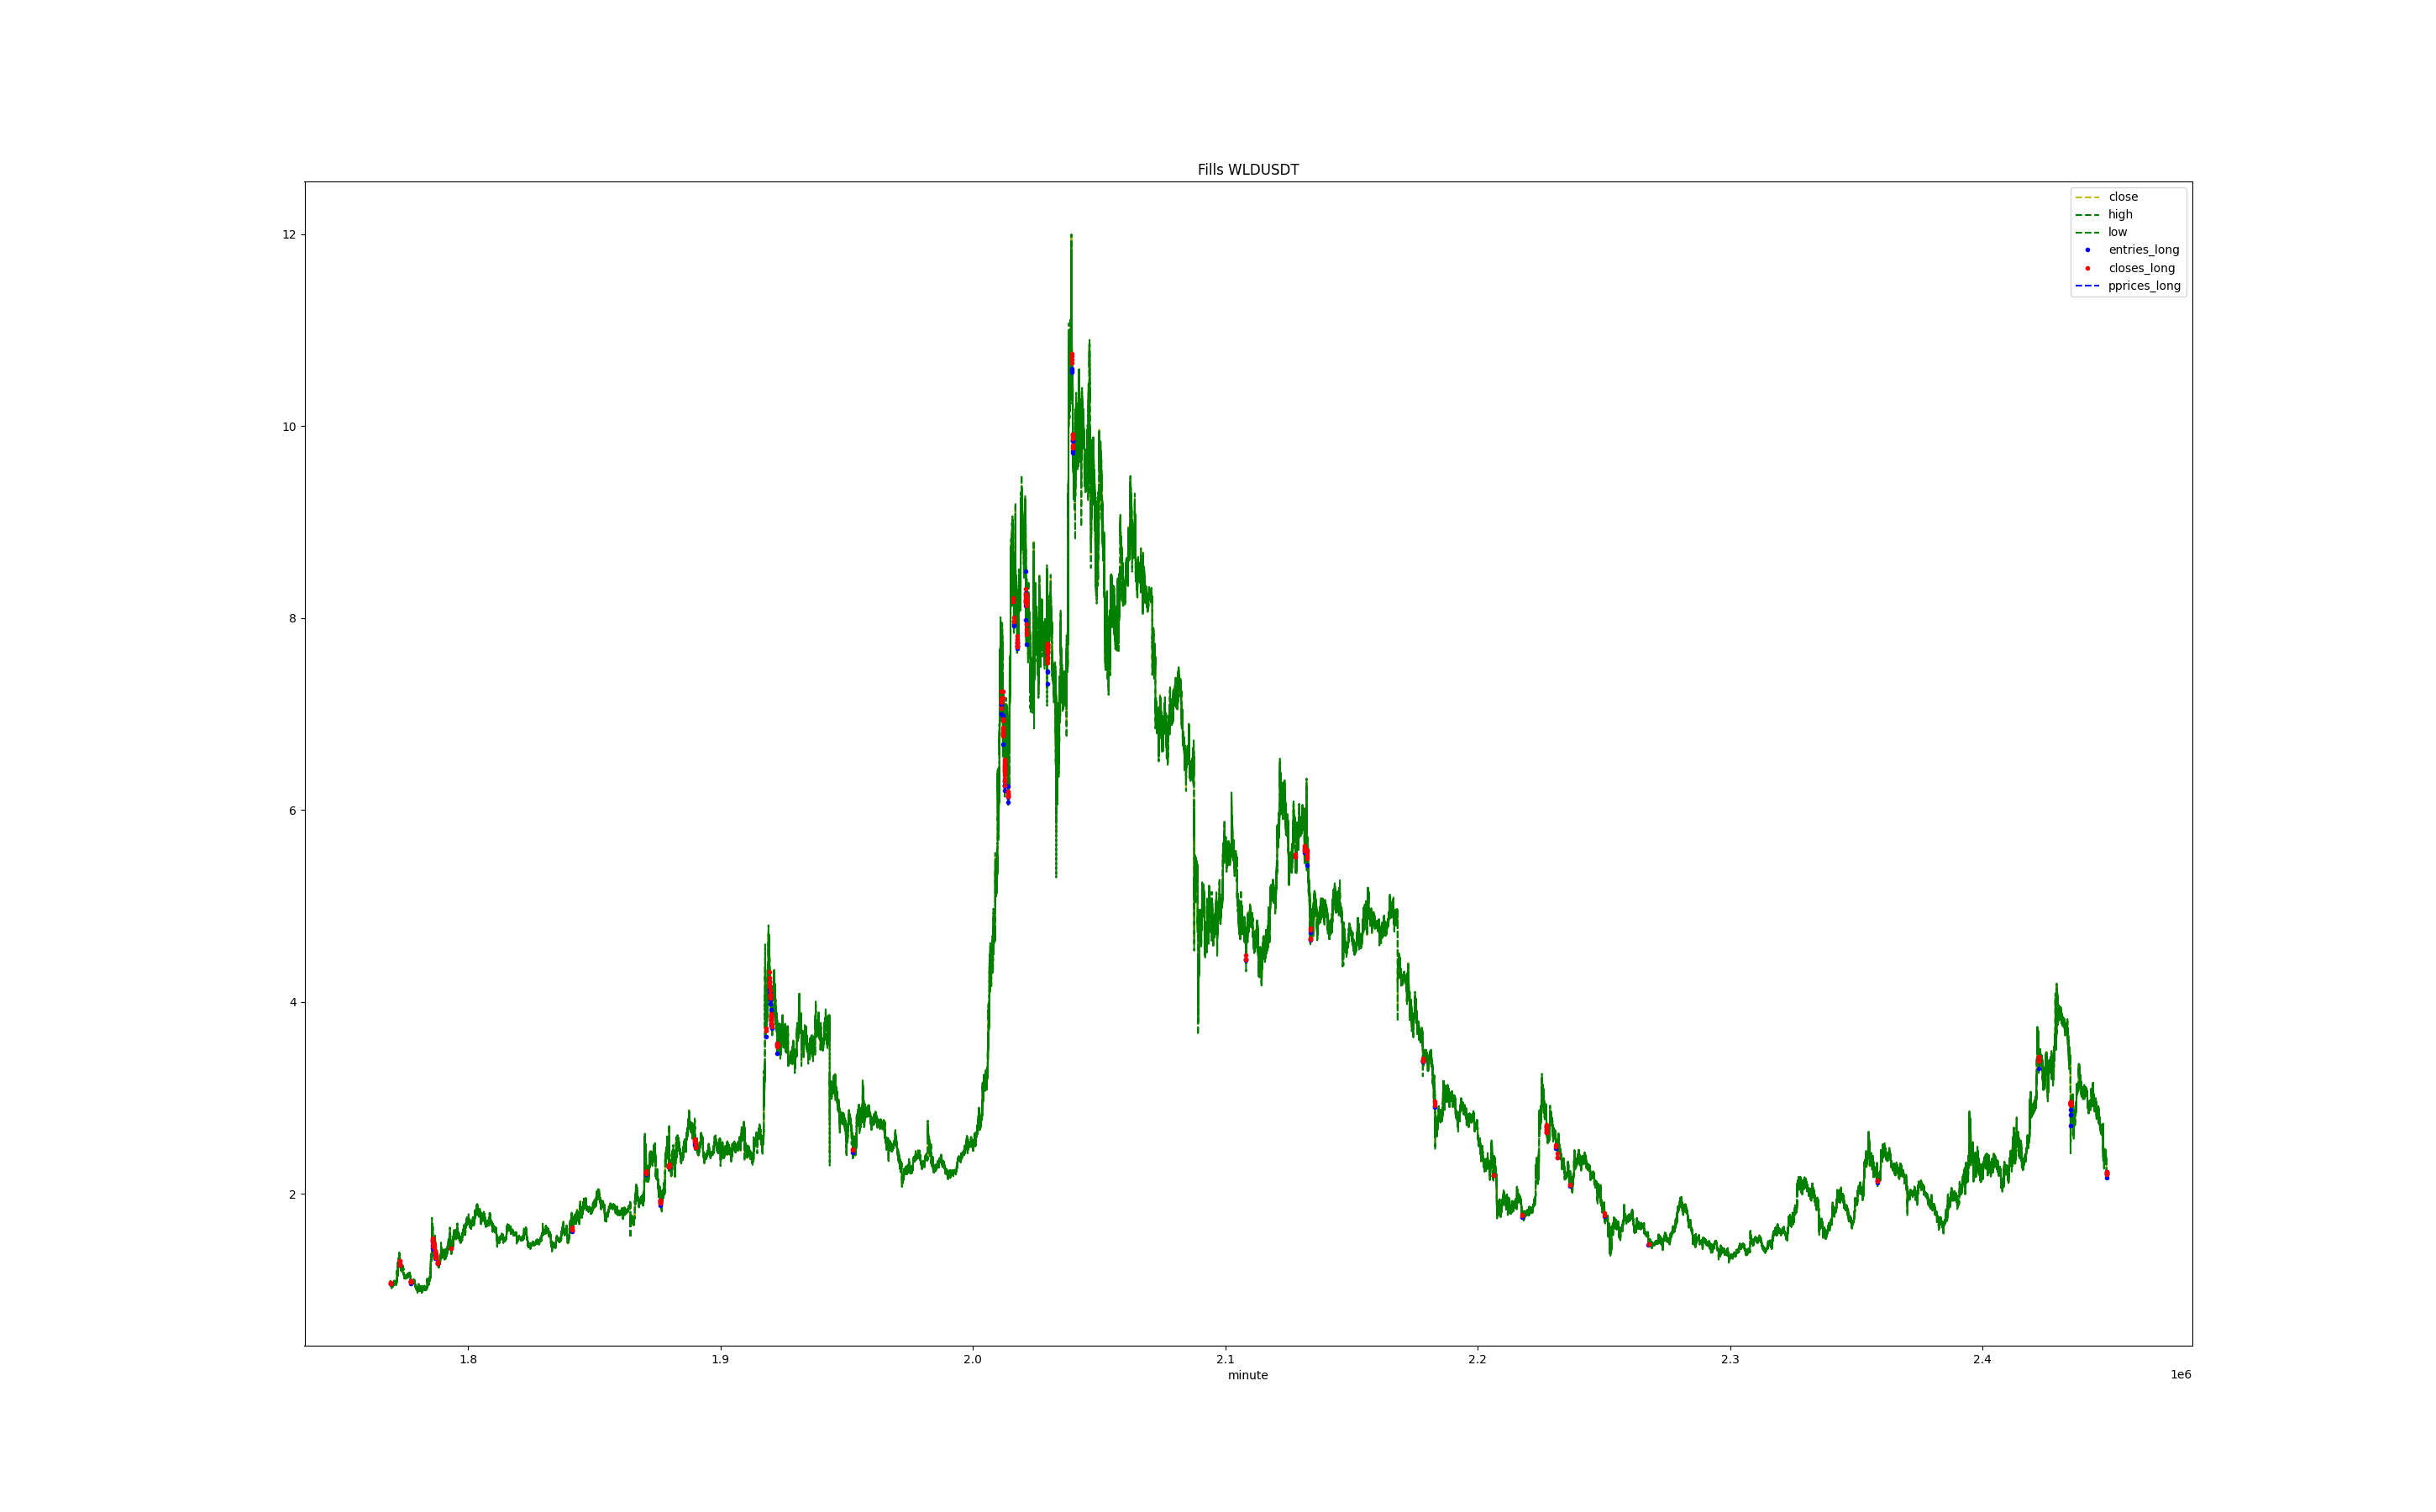 Fills WLDUSDT
close
high
low
entries_long
closes_long
pprices_long
12
10
8
6
4
2
1.8 1.9 2.0 2.1 2.2 2.3 2.4
minute 1e6